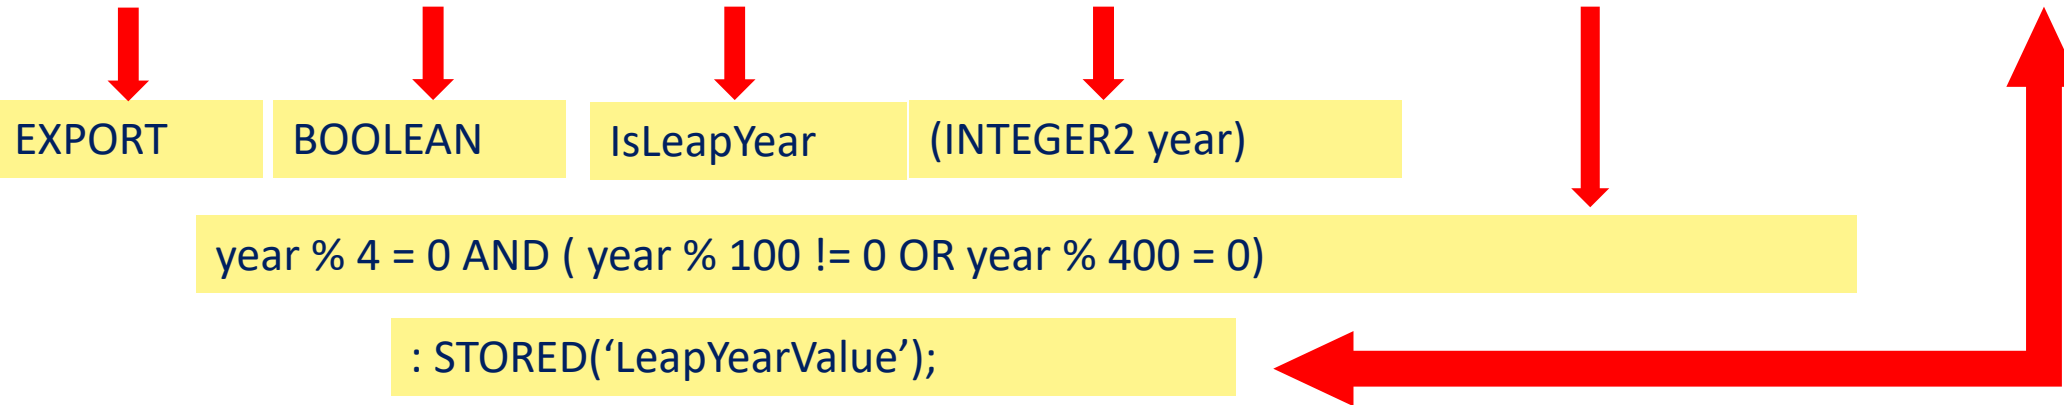 EXPORT BOOLEAN IsLeapYear (INTEGER2 year)
year % 4 = 0 AND ( year % 100 != 0 OR year % 400 = 0)
: STORED(‘LeapYearValue’);